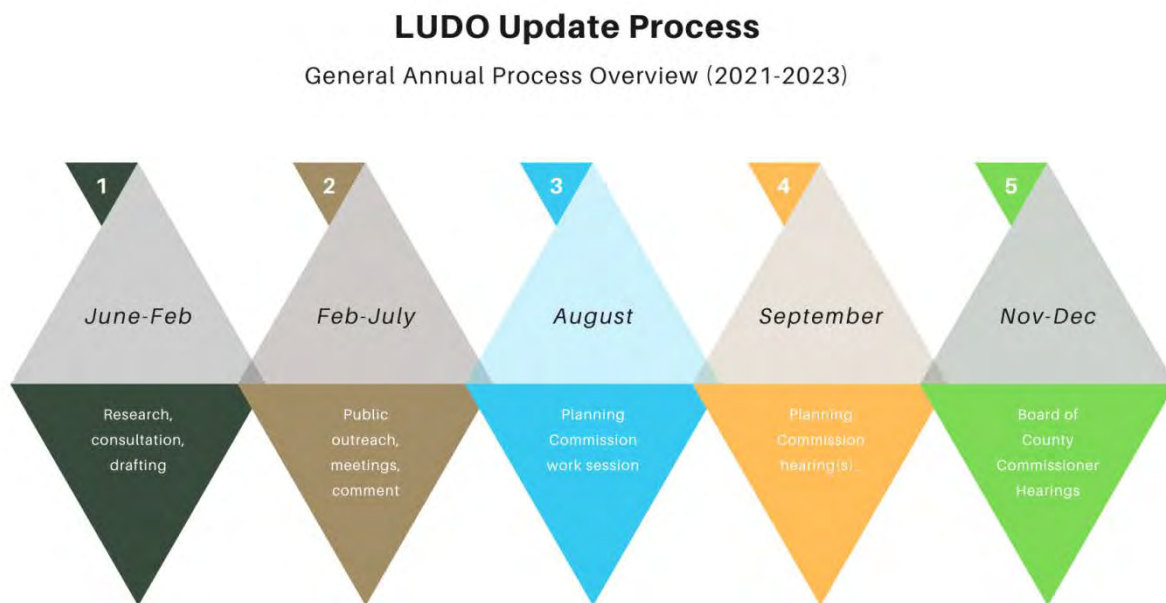 LUDO Update Process
General Annual Process Overview (2021-2023)
1
2
3
4
5
June-Feb
Feb-July
August
September
Nov-Dec
Research,
consultation,
drafting
Public
outreach,
meetings,
comment
Planning
Commission
work session
Planning
Commission
hearing(s)...
Board of
County
Commissioner
Hearings